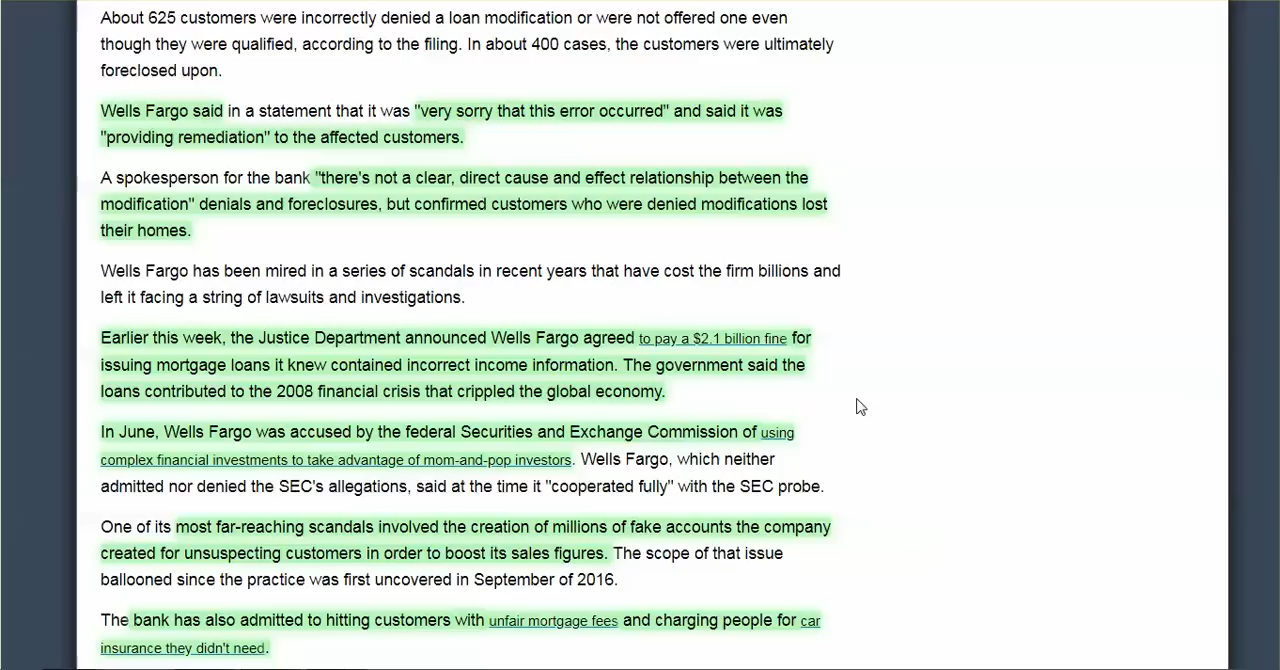 About 625 customers were incorrectly denied a loan modification or were not offered one even
though they were qualified, according to the filing. In about 400 cases, the customers were ultimately
foreclosed upon.
Wells Fargo said in a statement that it was "very sorry that this error occurred" and said it was
"providing remediation" to the affected customers.
A spokesperson for the bank "there's not a clear, direct cause and effect relationship between the
modification" denials and foreclosures, but confirmed customers who were denied modifications lost
their homes.
Wells Fargo has been mired in a series of scandals in recent years that have cost the firm billions and
left it facing a string of lawsuits and investigations.
Earlier this week, the Justice Department announced Wells Fargo agreed to pay a $2.1 billion fine for
issuing mortgage loans it knew contained incorrect income information. The government said the
loans contributed to the 2008 financial crisis that crippled the global economy.
In June, Wells Fargo was accused by the federal Securities and Exchange Commission of using
complex financial investments to take advantage of mom-and-pop investors. Wells Fargo, which neither
admitted nor denied the SEC's allegations, said at the time it "cooperated fully" with the SEC probe.
One of its most far-reaching scandals involved the creation of millions of fake accounts the company
created for unsuspecting customers in order to boost its sales figures. The scope of that issue
ballooned since the practice was first uncovered in September of 2016.
The bank has also admitted to hitting customers with unfair mortgage fees and charging people for car
insurance they didn't need.